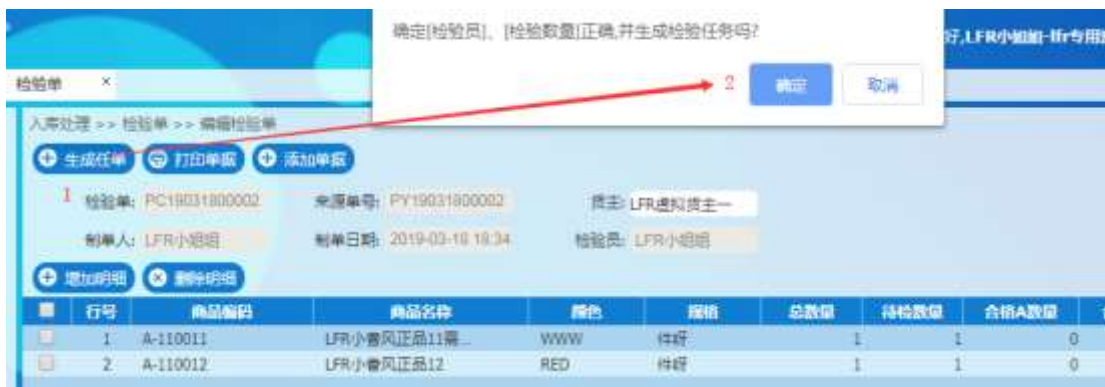 确定[检验员]、[检验数量]正确,并生成检验任务吗?
好,LFR小姐姐-lfr专用
2 确定 取消
检验单 ×
入库处理 >> 检验单 >> 编辑检验单
生成任单 打印单据 添加单据
1 检验单: PC19031800002 来源单号: PY19031800002 货主: LFR虚拟货主一
制单人: LFR小姐姐 制单日期: 2019-03-18 18:34 检验员: LFR小姐姐
增加明细 删除明细
行号 商品编码 商品名称 颜色 规格 总数量 待检数量 合格A数量
1 A-110011 LFR小香风正品11需... WWW 件呀 1 1 0
2 A-110012 LFR小香风正品12 RED 件呀 1 1 0